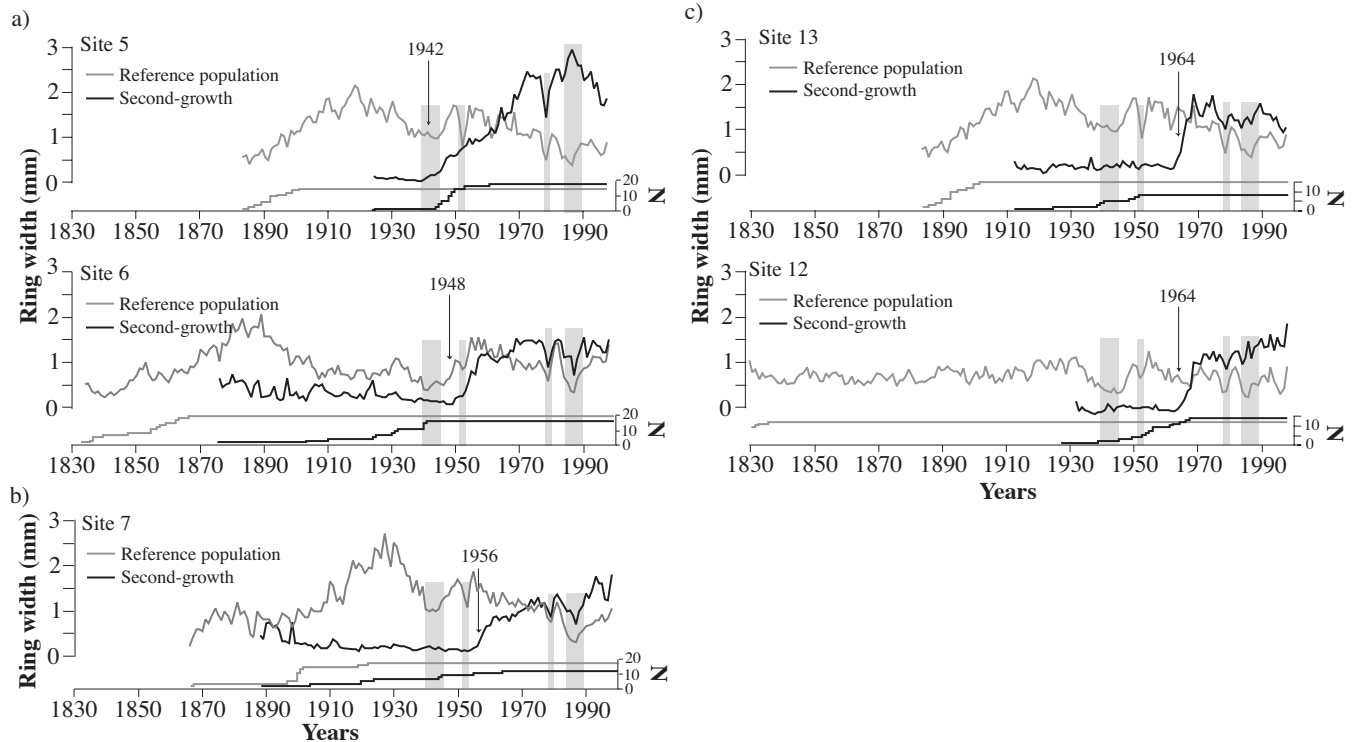 a)
Site 5
Reference population
Second-growth
1942
3
2
1
0
20
10
0
N
1830 1850 1870 1890 1910 1930 1950 1970 1990
Ring width (mm)
Site 6
Reference population
Second-growth
1948
3
2
1
0
20
10
0
N
1830 1850 1870 1890 1910 1930 1950 1970 1990
b)
Site 7
Reference population
Second-growth
1956
3
2
1
0
20
10
0
N
Ring width (mm)
1830 1850 1870 1890 1910 1930 1950 1970 1990
Years
c)
Site 13
Reference population
Second-growth
1964
3
2
1
0
10
0
N
1830 1850 1870 1890 1910 1930 1950 1970 1990
Ring width (mm)
Site 12
Reference population
Second-growth
1964
3
2
1
0
10
0
N
1830 1850 1870 1890 1910 1930 1950 1970 1990
Years